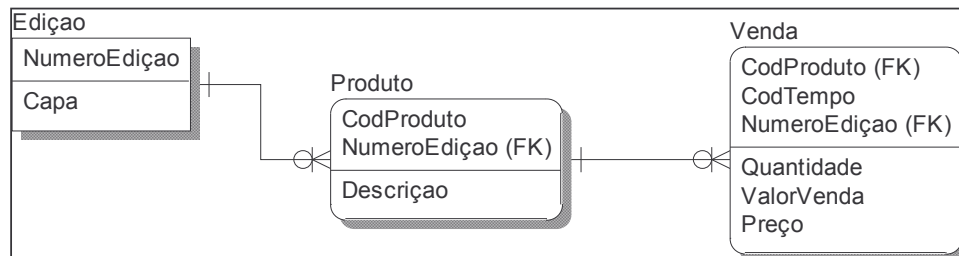 Ediçao
NumeroEdiçao
Capa
Produto
CodProduto
NumeroEdiçao (FK)
Descriçao
Venda
CodProduto (FK)
CodTempo
NumeroEdiçao (FK)
Quantidade
ValorVenda
Preço